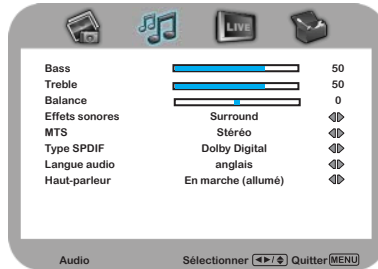 LIVE
Bass 50
Treble 50
Balance 0
Effets sonores Surround
MTS Stéréo
Type SPDIF Dolby Digital
Langue audio anglais
Haut-parleur En marche (allumé)
Audio Sélectionner / Quitter MENU